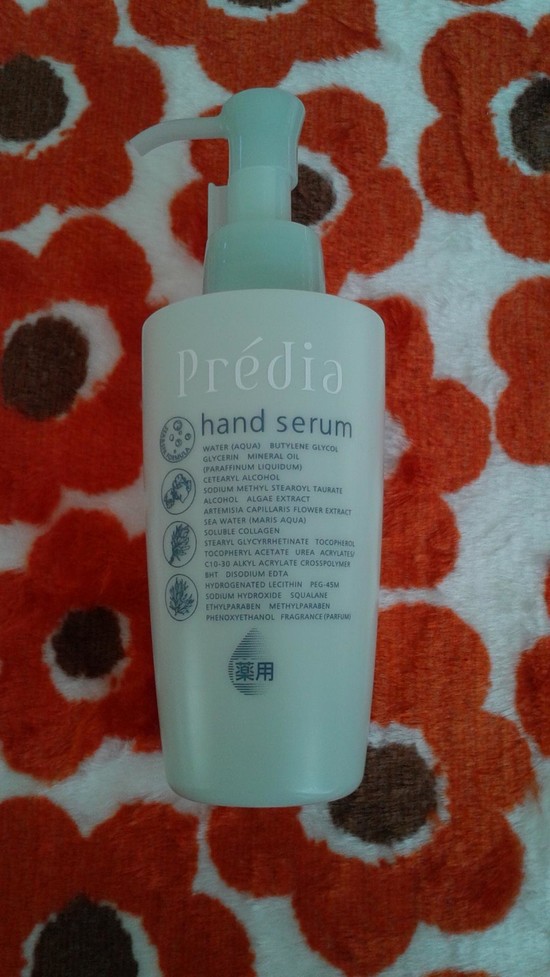 Prédia
hand serum
WATER (AQUA) BUTYLENE GLYCOL
GLYCERIN MINERAL OIL
(PARAFFINUM LIQUIDUM)
CETEARYL ALCOHOL
SODIUM METHYL STEAROYL TAURATE
ALCOHOL ALGAE EXTRACT
ARTEMISIA CAPILLARIS FLOWER EXTRACT
SEA WATER (MARIS AQUA)
SOLUBLE COLLAGEN
STEARYL GLYCYRRHETINATE TOCOPHEROL
TOCOPHERYL ACETATE UREA ACRYLATES/
C10-30 ALKYL ACRYLATE CROSSPOLYMER
BHT DISODIUM EDTA
HYDROGENATED LECITHIN PEG-45M
SODIUM HYDROXIDE SQUALANE
ETHYLPARABEN METHYLPARABEN
PHENOXYETHANOL FRAGRANCE (PARFUM)
薬用